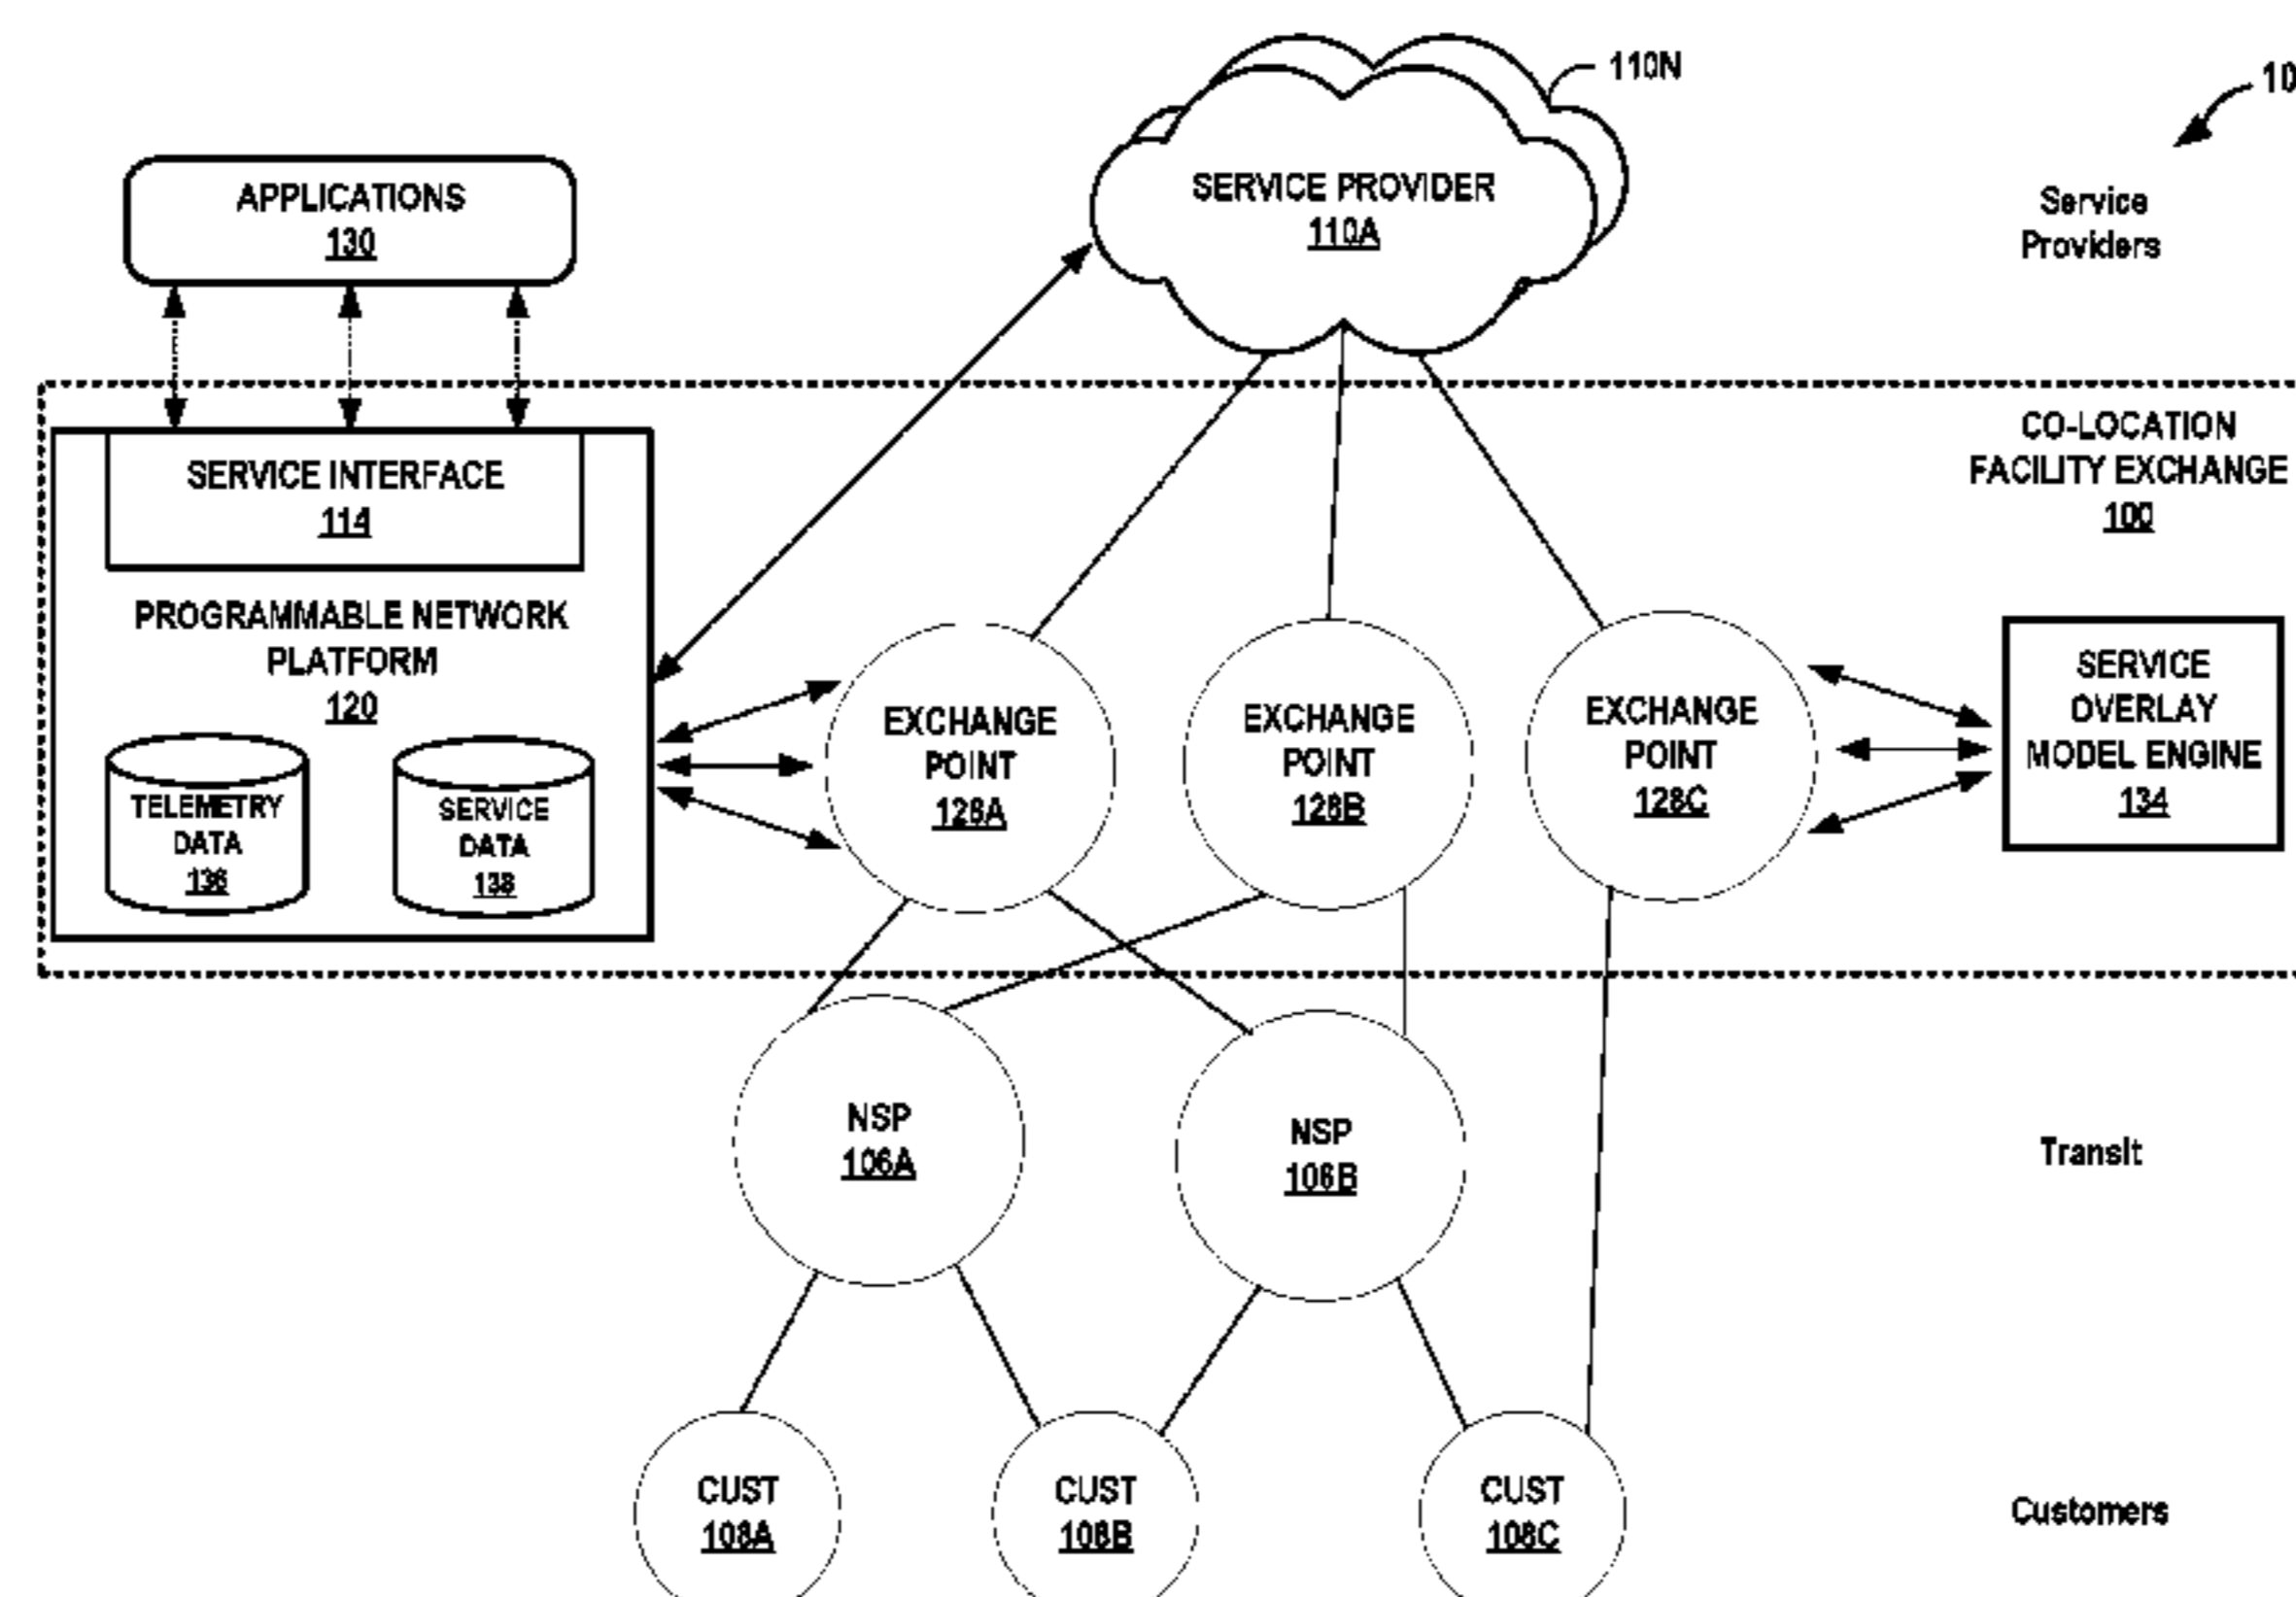 110N
10
SERVICE PROVIDER
110A
Service
Providers
APPLICATIONS
130
CO-LOCATION
FACILITY EXCHANGE
100
SERVICE INTERFACE
114
PROGRAMMABLE NETWORK
PLATFORM
120
TELEMETRY
DATA
136
SERVICE
DATA
138
EXCHANGE
POINT
128A
EXCHANGE
POINT
128B
EXCHANGE
POINT
128C
SERVICE
OVERLAY
MODEL ENGINE
134
NSP
106A
NSP
106B
Transit
CUST
108A
CUST
108B
CUST
108C
Customers